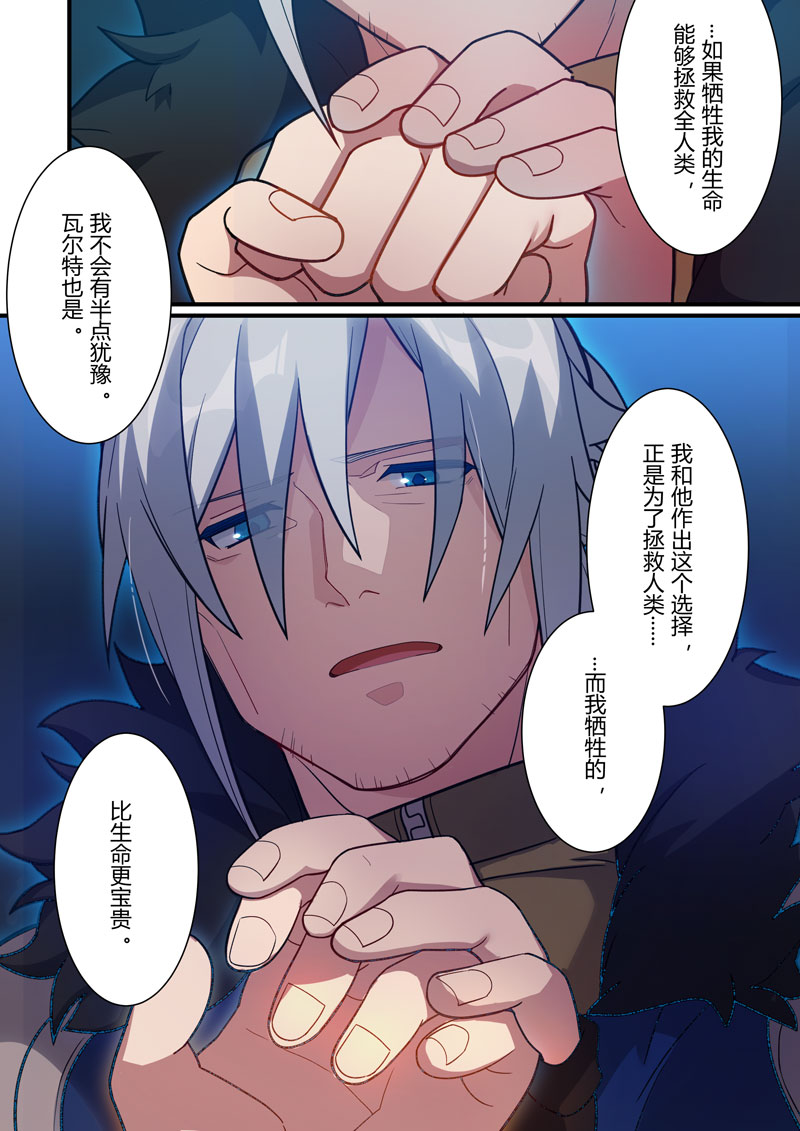 …如果牺牲我的生命
能够拯救全人类，
我不会有半点犹豫。
瓦尔特也是。
我和他作出这个选择，
正是为了拯救人类……
…而我牺牲的，
比生命更宝贵。